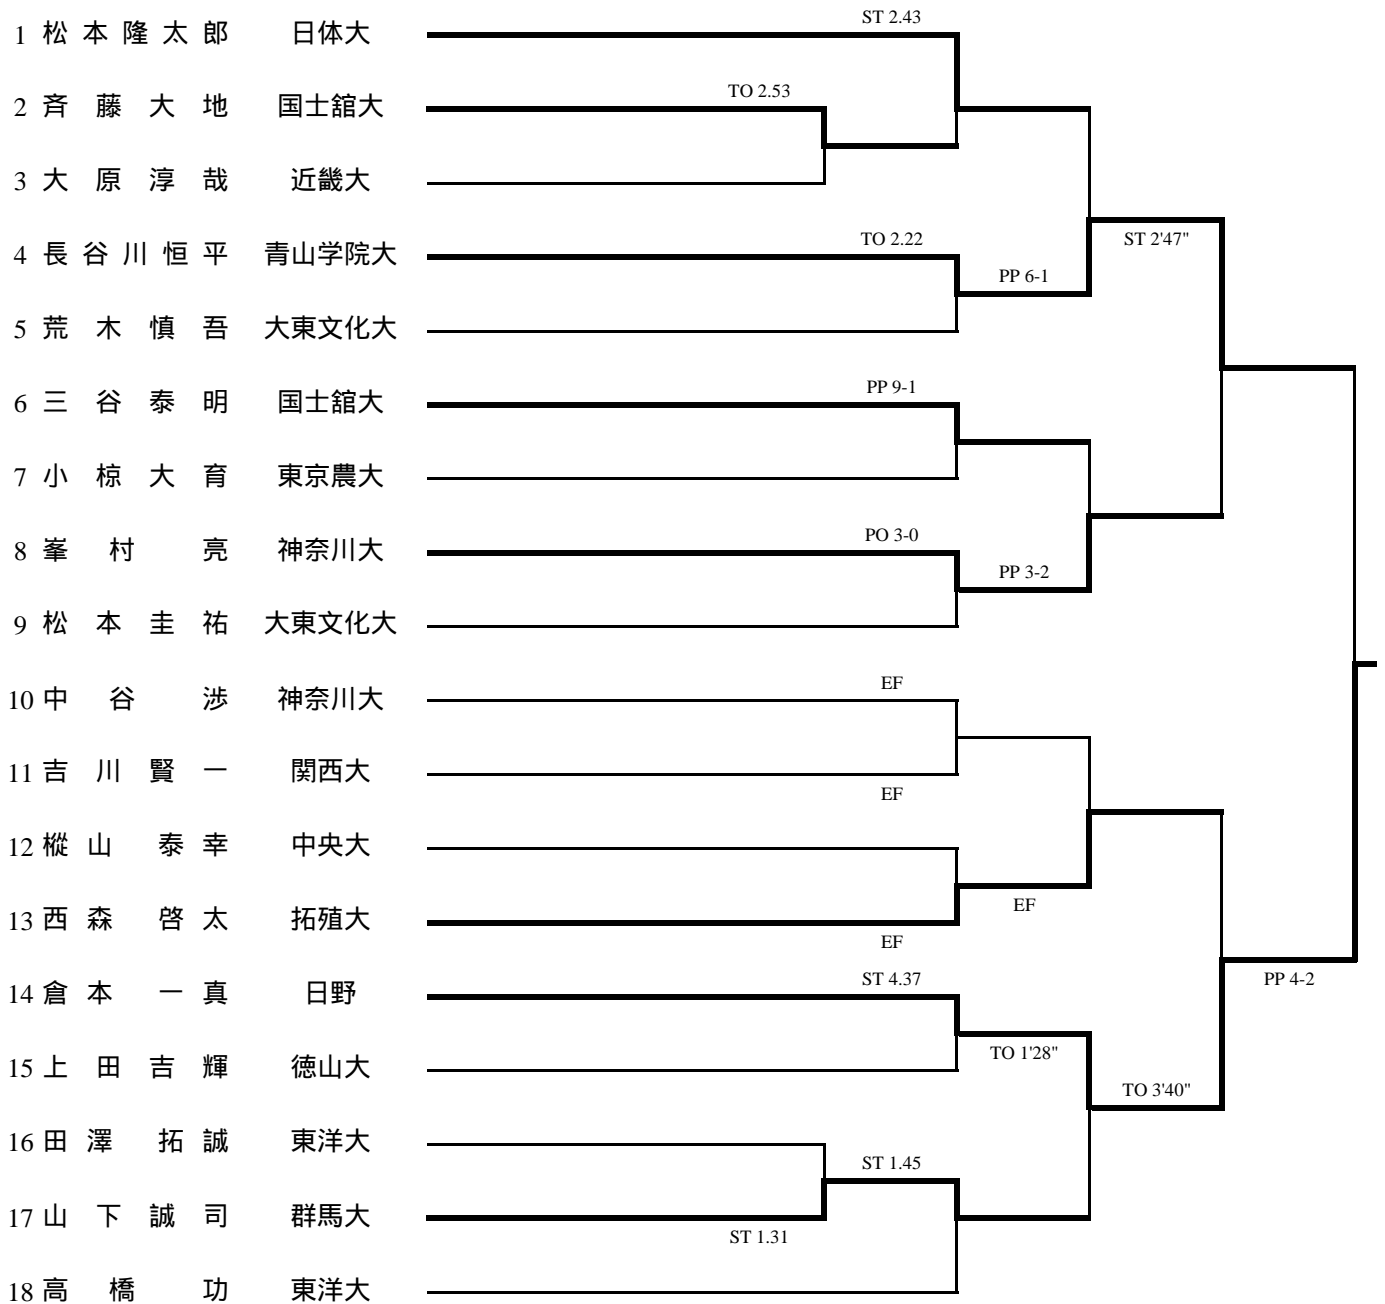 ST 2.43
1 松本隆太郎 日体大
TO 2.53
2 斉藤大地 国士舘大
3 大原淳哉 近畿大
TO 2.22
4 長谷川恒平 青山学院大
ST 2'47"
PP 6-1
5 荒木慎吾 大東文化大
PP 9-1
6 三谷泰明 国士舘大
7 小椋大育 東京農大
PO 3-0
8 峯村亮 神奈川大
PP 3-2
9 松本圭祐 大東文化大
EF
10 中谷渉 神奈川大
11 吉川賢一 関西大
EF
12 樅山泰幸 中央大
EF
13 西森啓太 拓殖大
EF
ST 4.37
PP 4-2
14 倉本一真 日野
TO 1'28"
15 上田吉輝 徳山大
TO 3'40"
16 田澤拓誠 東洋大
ST 1.45
17 山下誠司 群馬大
ST 1.31
18 高橋功 東洋大